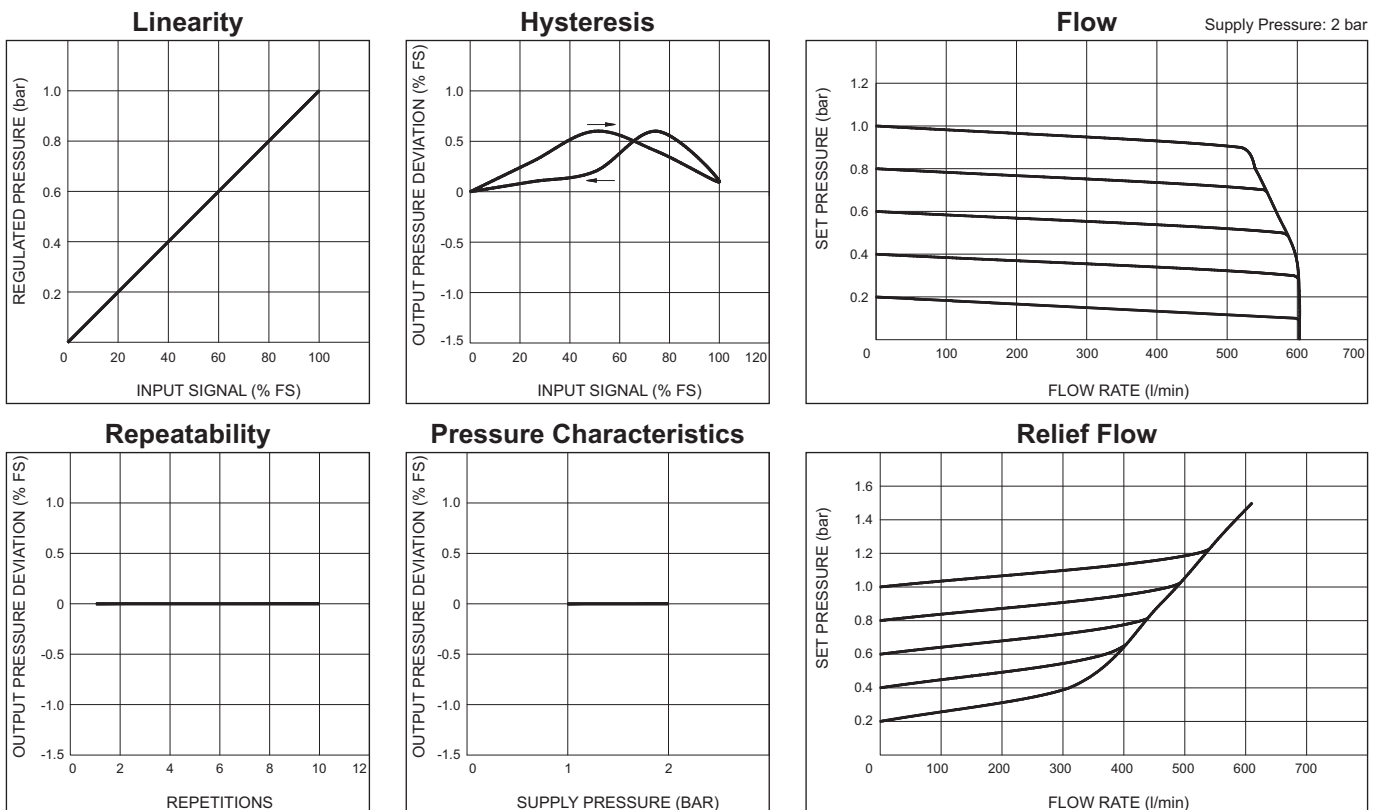 Linearity
REGULATED PRESSURE (bar)
1.0
0.8
0.6
0.4
0.2
0 20 40 60 80 100
INPUT SIGNAL (% FS)
Hysteresis
OUTPUT PRESSURE DEVIATION (% FS)
1.0
0.5
0
-0.5
-1.0
-1.5
0 20 40 60 80 100 120
INPUT SIGNAL (% FS)
Flow
Supply Pressure: 2 bar
SET PRESSURE (bar)
1.2
1.0
0.8
0.6
0.4
0.2
0 100 200 300 400 500 600 700
FLOW RATE (l/min)
Repeatability
OUTPUT PRESSURE DEVIATION (% FS)
1.0
0.5
0
-0.5
-1.0
-1.5
0 2 4 6 8 10 12
REPETITIONS
Pressure Characteristics
OUTPUT PRESSURE DEVIATION (% FS)
1.0
0.5
0
-0.5
-1.0
-1.5
0 1 2
SUPPLY PRESSURE (BAR)
Relief Flow
SET PRESSURE (bar)
1.6
1.4
1.2
1.0
0.8
0.6
0.4
0.2
0 100 200 300 400 500 600 700
FLOW RATE (l/min)